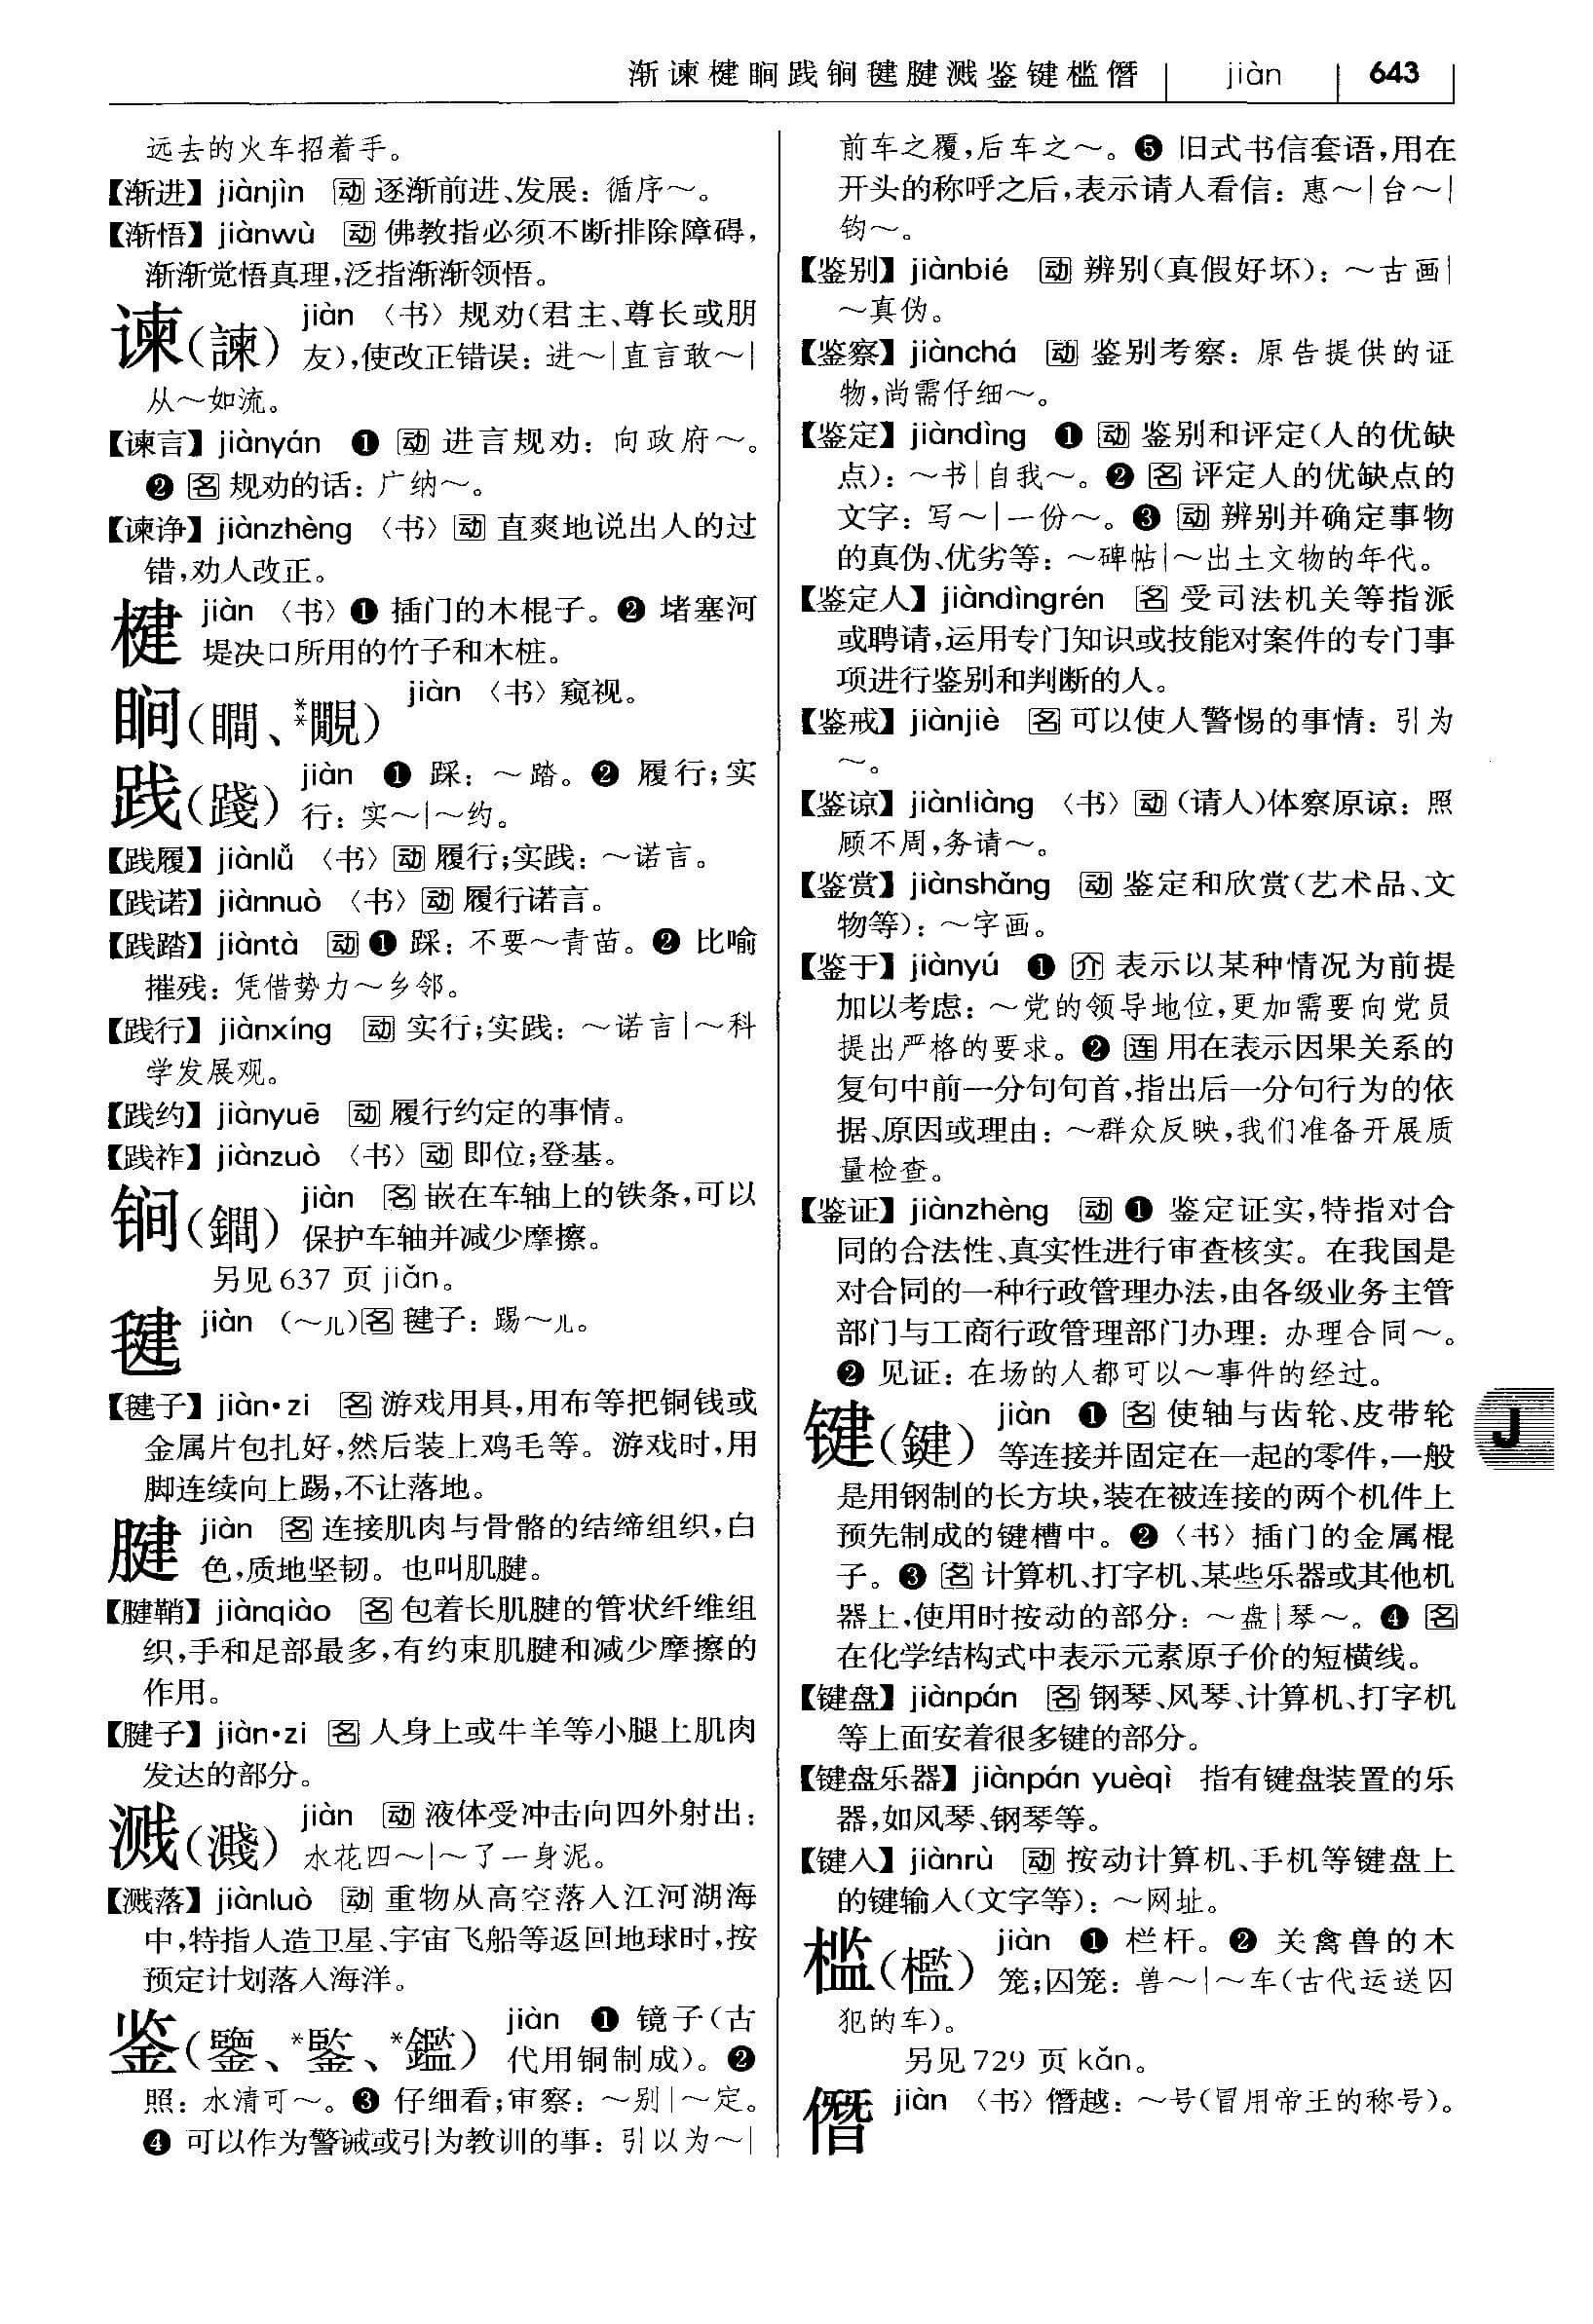 渐谏楗瞷践锏毽腱溅鉴键槛僭 jiàn 643
远去的火车招着手。
【渐进】jiànjìn 动 逐渐前进、发展：循序～。
【渐悟】jiànwù 动 佛教指必须不断排除障碍，
渐渐觉悟真理，泛指渐渐领悟。
谏（諫） jiàn 〈书〉规劝（君主、尊长或朋
友），使改正错误：进～|直言敢～|
从～如流。
【谏言】jiànyán ❶ 动 进言规劝：向政府～。
❷ 名 规劝的话：广纳～。
【谏诤】jiànzhèng 〈书〉动 直爽地说出人的过
错，劝人改正。
楗 jiàn 〈书〉❶ 插门的木棍子。❷ 堵塞河
堤决口所用的竹子和木桩。
𥆧（瞷、**覸） jiàn 〈书〉窥视。
践（踐） jiàn ❶ 踩：～踏。❷ 履行；实
行：实～|～约。
【践履】jiànlǚ 〈书〉动 履行；实践：～诺言。
【践诺】jiànnuò 〈书〉动 履行诺言。
【践踏】jiàntà 动 ❶ 踩：不要～青苗。❷ 比喻
摧残：凭借势力～乡邻。
【践行】jiànxíng 动 实行；实践：～诺言|～科
学发展观。
【践约】jiànyuē 动 履行约定的事情。
【践祚】jiànzuò 〈书〉动 即位；登基。
锏（鐧） jiàn 名 嵌在车轴上的铁条，可以
保护车轴并减少摩擦。
另见 637 页 jiǎn。
毽 jiàn （～儿）名 毽子：踢～儿。
【毽子】jiàn·zi 名 游戏用具，用布等把铜钱或
金属片包扎好，然后装上鸡毛等。游戏时，用
脚连续向上踢，不让落地。
腱 jiàn 名 连接肌肉与骨骼的结缔组织，白
色，质地坚韧。也叫肌腱。
【腱鞘】jiànqiào 名 包着长肌腱的管状纤维组
织，手和足部最多，有约束肌腱和减少摩擦的
作用。
【腱子】jiàn·zi 名 人身上或牛羊等小腿上肌肉
发达的部分。
溅（濺） jiàn 动 液体受冲击向四外射出：
水花四～|～了一身泥。
【溅落】jiànluò 动 重物从高空落入江河湖海
中，特指人造卫星、宇宙飞船等返回地球时，按
预定计划落入海洋。
鉴（鑒、*鋻、*鑑） jiàn ❶ 镜子（古
代用铜制成）。❷
照：水清可～。❸ 仔细看；审察：～别|～定。
❹ 可以作为警诫或引为教训的事：引以为～|
前车之覆，后车之～。❺ 旧式书信套语，用在
开头的称呼之后，表示请人看信：惠～|台～|
钧～。
【鉴别】jiànbié 动 辨别（真假好坏）：～古画|
～真伪。
【鉴察】jiànchá 动 鉴别考察：原告提供的证
物，尚需仔细～。
【鉴定】jiàndìng ❶ 动 鉴别和评定（人的优缺
点）：～书|自我～。❷ 名 评定人的优缺点的
文字：写～|一份～。❸ 动 辨别并确定事物
的真伪、优劣等：～碑帖|～出土文物的年代。
【鉴定人】jiàndìngrén 名 受司法机关等指派
或聘请，运用专门知识或技能对案件的专门事
项进行鉴别和判断的人。
【鉴戒】jiànjiè 名 可以使人警惕的事情：引为
～。
【鉴谅】jiànliàng 〈书〉动（请人）体察原谅：照
顾不周，务请～。
【鉴赏】jiànshǎng 动 鉴定和欣赏（艺术品、文
物等）：～字画。
【鉴于】jiànyú ❶ 介 表示以某种情况为前提
加以考虑：～党的领导地位，更加需要向党员
提出严格的要求。❷ 连 用在表示因果关系的
复句中前一分句句首，指出后一分句行为的依
据、原因或理由：～群众反映，我们准备开展质
量检查。
【鉴证】jiànzhèng 动 ❶ 鉴定证实，特指对合
同的合法性、真实性进行审查核实。在我国是
对合同的一种行政管理办法，由各级业务主管
部门与工商行政管理部门办理：办理合同～。
❷ 见证：在场的人都可以～事件的经过。
键（鍵） jiàn ❶ 名 使轴与齿轮、皮带轮
等连接并固定在一起的零件，一般
是用钢制的长方块，装在被连接的两个机件上
预先制成的键槽中。❷〈书〉插门的金属棍
子。❸ 名 计算机、打字机、某些乐器或其他机
器上，使用时按动的部分：～盘|琴～。❹ 名
在化学结构式中表示元素原子价的短横线。
【键盘】jiànpán 名 钢琴、风琴、计算机、打字机
等上面安着很多键的部分。
【键盘乐器】jiànpán yuèqì 指有键盘装置的乐
器，如风琴、钢琴等。
【键入】jiànrù 动 按动计算机、手机等键盘上
的键输入（文字等）：～网址。
槛（檻） jiàn ❶ 栏杆。❷ 关禽兽的木
笼；囚笼：兽～|～车（古代运送囚
犯的车）。
另见 729 页 kǎn。
僭 jiàn 〈书〉僭越：～号（冒用帝王的称号）。
J